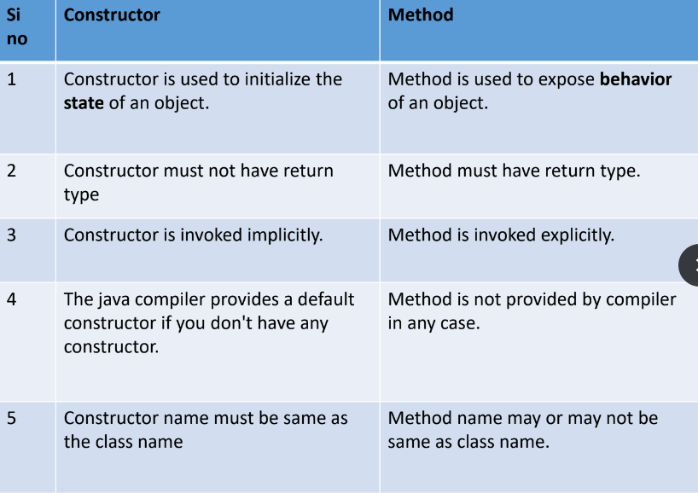 Si
no
Constructor
Method
1
Constructor is used to initialize the
state of an object.
Method is used to expose behavior
of an object.
2
Constructor must not have return
type
Method must have return type.
3
Constructor is invoked implicitly.
Method is invoked explicitly.
4
The java compiler provides a default
constructor if you don't have any
constructor.
Method is not provided by compiler
in any case.
5
Constructor name must be same as
the class name
Method name may or may not be
same as class name.